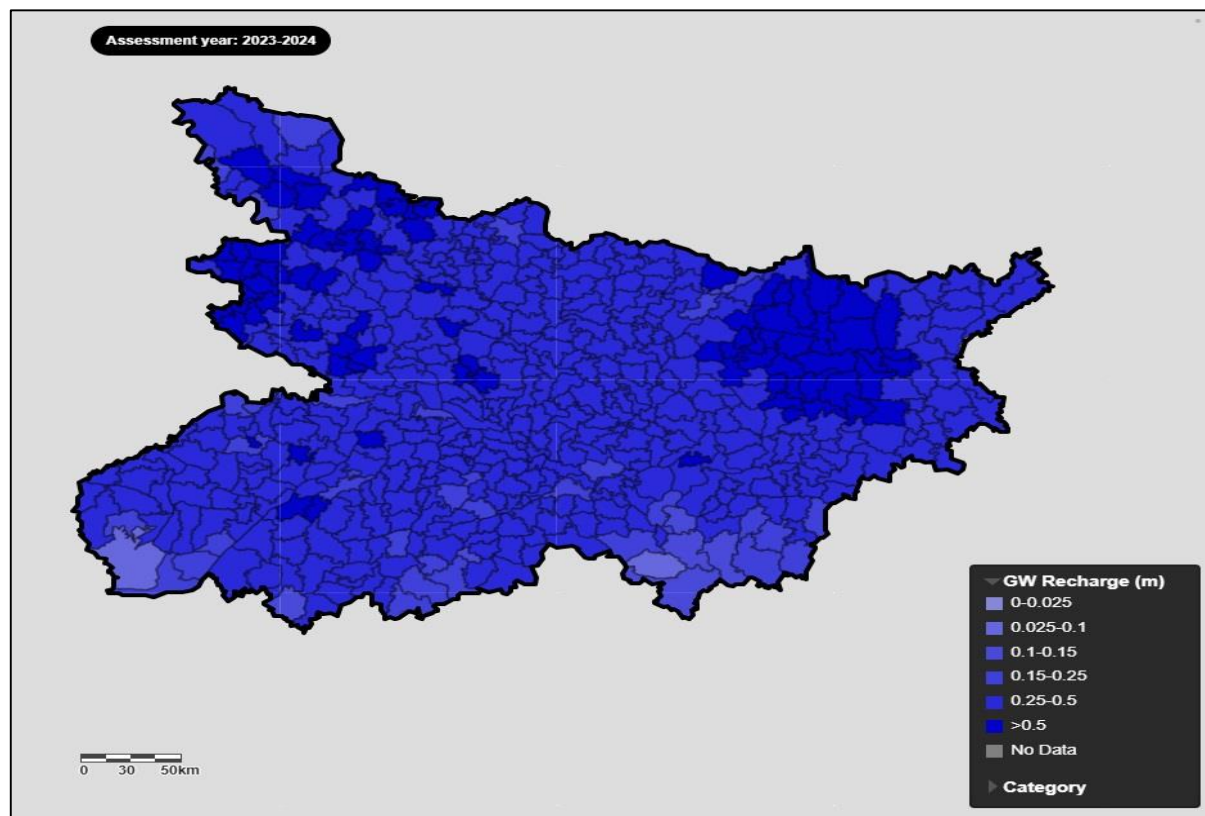 Assessment year: 2023-2024
GW Recharge (m)
0-0.025
0.025-0.1
0.1-0.15
0.15-0.25
0.25-0.5
>0.5
No Data
Category
0 30 50km